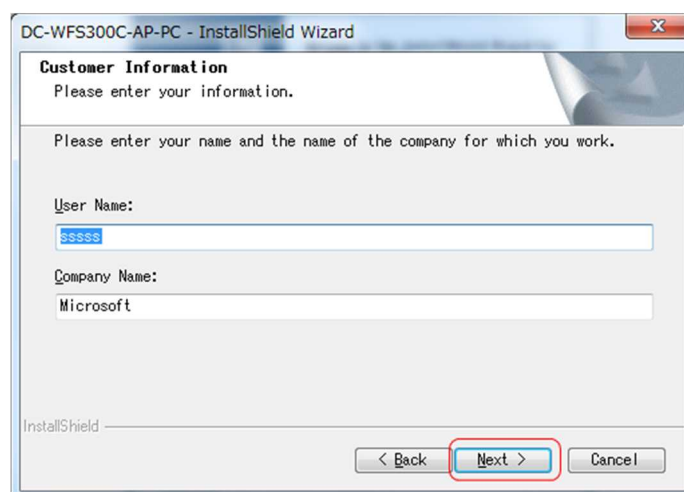 DC-WFS300C-AP-PC - InstallShield Wizard
Customer Information
Please enter your information.
Please enter your name and the name of the company for which you work.
User Name:
sssss
Company Name:
Microsoft
InstallShield
< Back Next > Cancel